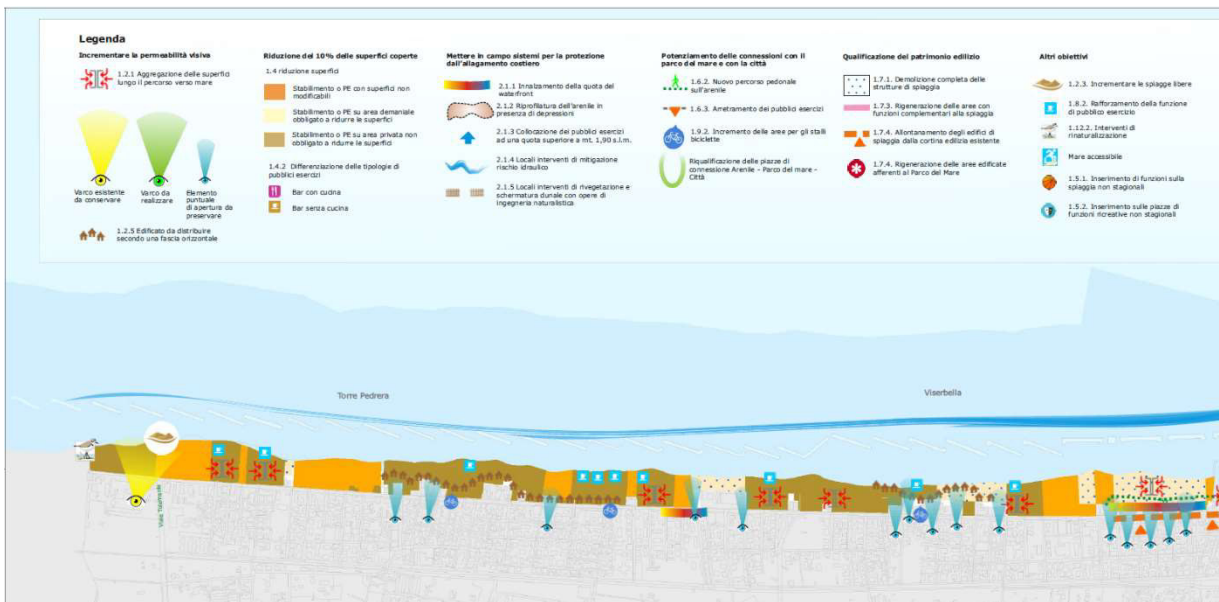 Legenda
Incrementare la permeabilità visiva
1.2.1 Aggregazione delle superfici
lungo il percorso verso mare
Varco esistente
da conservare
Varco da
realizzare
Elemento
puntuale
di apertura da
preservare
1.2.5 Edificato da distribuire
secondo una fascia orizzontale
Riduzione del 10% delle superfici coperte
1.4 riduzione superfici
Stabilimento o PE con superfici non
modificabili
Stabilimento o PE su area demaniale
obbligato a ridurre le superfici
Stabilimento o PE su area privata non
obbligato a ridurre le superfici
1.4.2 Differenziazione delle tipologie di
pubblici esercizi
Bar con cucina
Bar senza cucina
Mettere in campo sistemi per la protezione
dall'allagamento costiero
2.1.1 Innalzamento della quota del
waterfront
2.1.2 Riprofilatura dell'arenile in
presenza di depressioni
2.1.3 Collocazione dei pubblici esercizi
ad una quota superiore a mt. 1,90 s.l.m.
2.1.4 Locali interventi di mitigazione
rischio idraulico
2.1.5 Locali interventi di rivegetazione e
schermatura dunale con opere di
ingegneria naturalistica
Potenziamento delle connessioni con il
parco del mare e con la città
1.6.2. Nuovo percorso pedonale
sull'arenile
1.6.3. Arretramento dei pubblici esercizi
1.9.2. Incremento delle aree per gli stalli
biciclette
Riqualificazione delle piazze di
connessione Arenile - Parco del mare -
Città
Qualificazione del patrimonio edilizio
1.7.1. Demolizione completa delle
strutture di spiaggia
1.7.3. Rigenerazione delle aree con
funzioni complementari alla spiaggia
1.7.4. Allontanamento degli edifici di
spiaggia dalla cortina edilizia esistente
1.7.4. Rigenerazione delle aree edificate
afferenti al Parco del Mare
Altri obiettivi
1.2.3. Incrementare le spiagge libere
1.8.2. Rafforzamento della funzione
di pubblico esercizio
1.12.2. Interventi di
rinaturalizzazione
Mare accessibile
1.5.1. Inserimento di funzioni sulla
spiaggia non stagionali
1.5.2. Inserimento sulle piazze di
funzioni ricreative non stagionali
Torre Pedrera
Viserbella